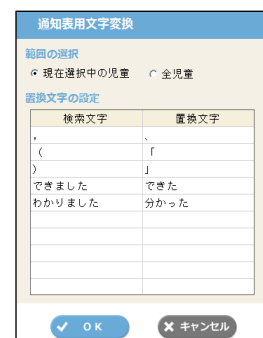 通知表用文字変換
範囲の選択
現在選択中の児童 全児童
置換文字の設定
検索文字 置換文字
, 、
( 「
) 」
できました できた
わかりました 分かった
OK キャンセル